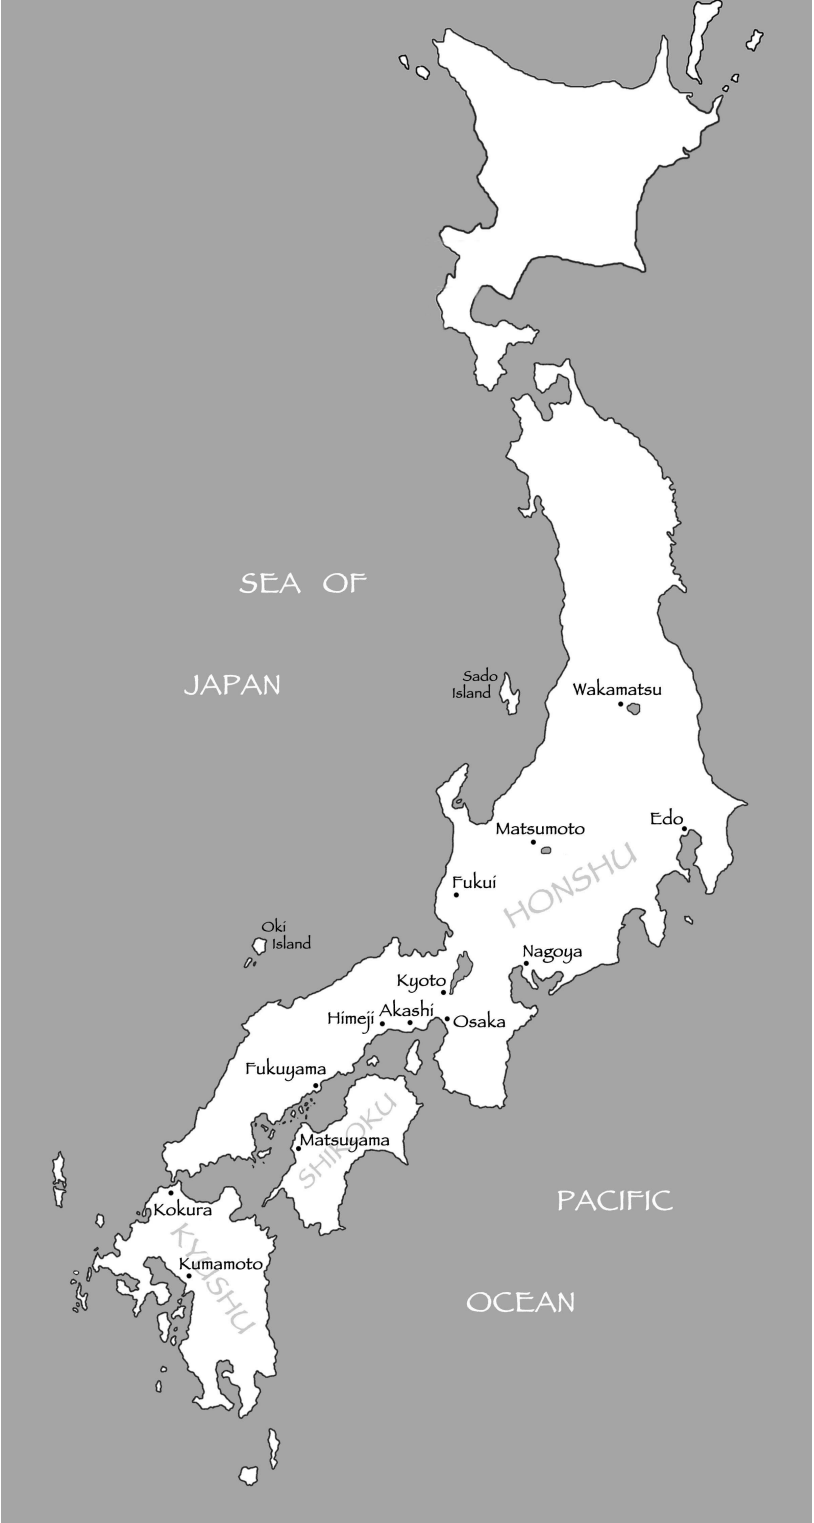 SEA OF
JAPAN
Sado
Island
Wakamatsu
Matsumoto
Edo
HONSHU
Fukui
Oki
Island
Nagoya
Kyoto
Himeji
Akashi
Osaka
Fukuyama
SHIKOKU
Matsuyama
PACIFIC
OCEAN
Kokura
KYUSHU
Kumamoto